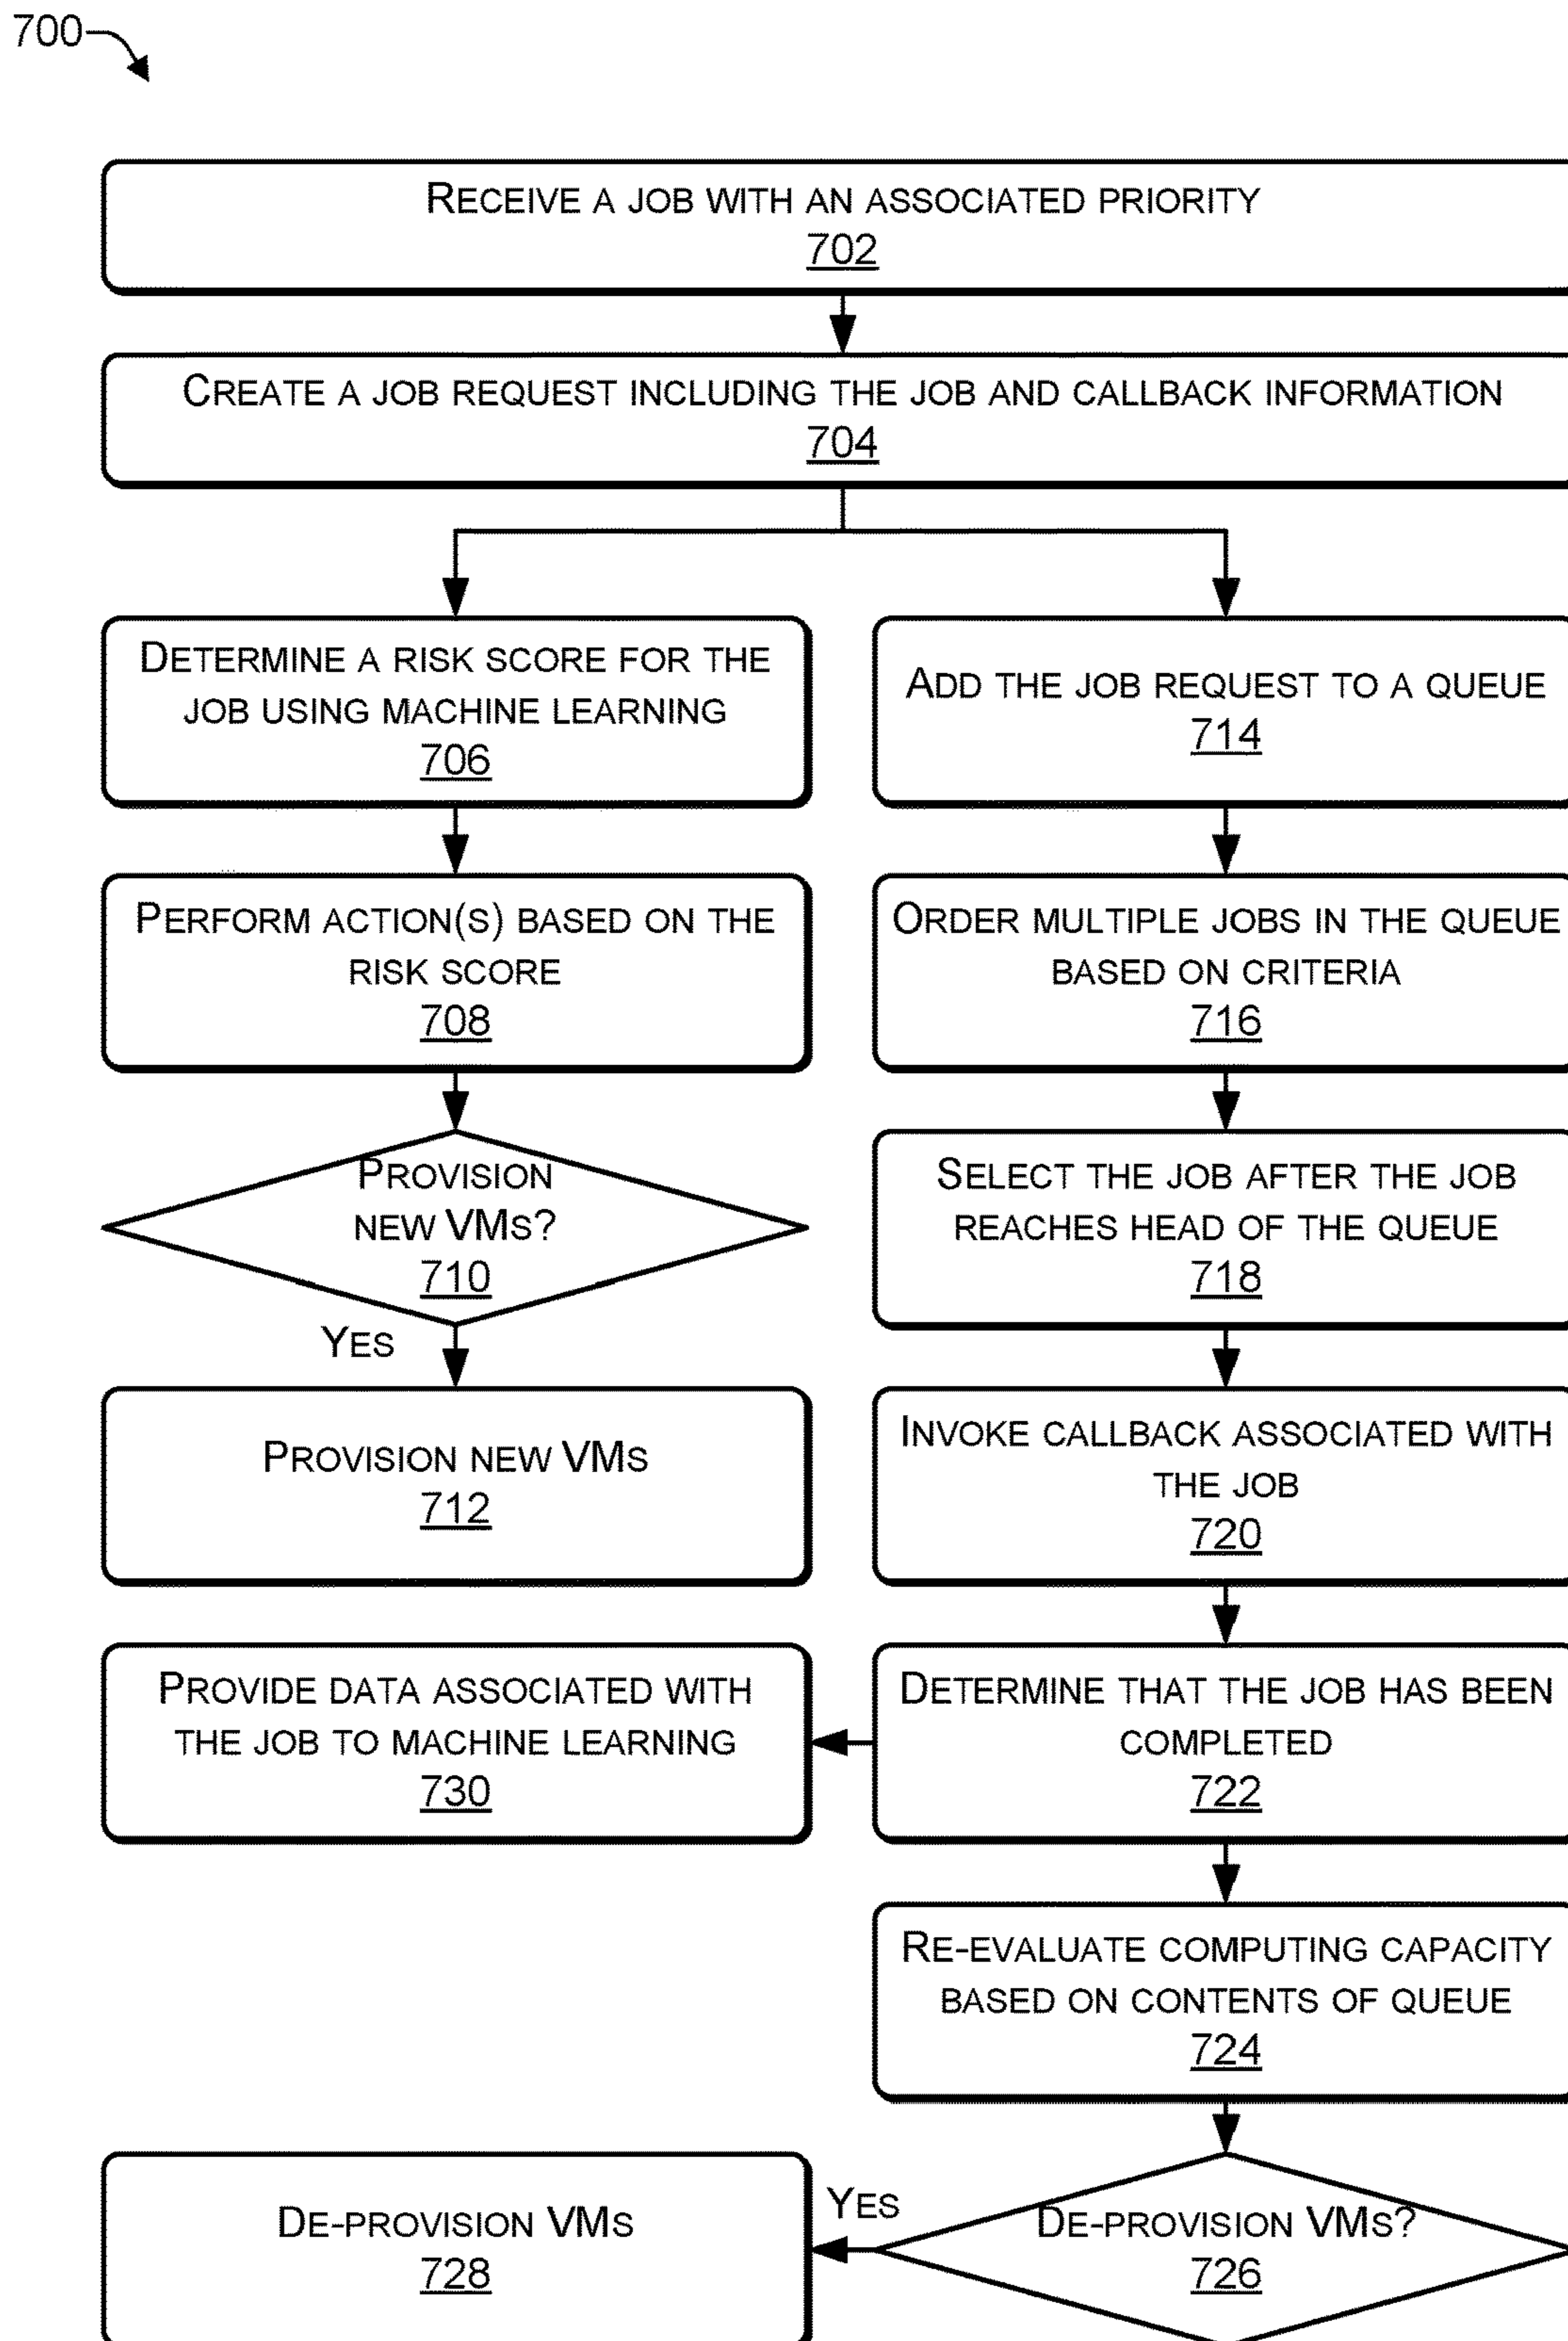 700
RECEIVE A JOB WITH AN ASSOCIATED PRIORITY
702
CREATE A JOB REQUEST INCLUDING THE JOB AND CALLBACK INFORMATION
704
DETERMINE A RISK SCORE FOR THE
JOB USING MACHINE LEARNING
706
PERFORM ACTION(S) BASED ON THE
RISK SCORE
708
PROVISION
NEW VMS?
710
YES
PROVISION NEW VMS
712
ADD THE JOB REQUEST TO A QUEUE
714
ORDER MULTIPLE JOBS IN THE QUEUE
BASED ON CRITERIA
716
SELECT THE JOB AFTER THE JOB
REACHES HEAD OF THE QUEUE
718
INVOKE CALLBACK ASSOCIATED WITH
THE JOB
720
DETERMINE THAT THE JOB HAS BEEN
COMPLETED
722
PROVIDE DATA ASSOCIATED WITH
THE JOB TO MACHINE LEARNING
730
RE-EVALUATE COMPUTING CAPACITY
BASED ON CONTENTS OF QUEUE
724
DE-PROVISION VMS?
726
YES
DE-PROVISION VMS
728